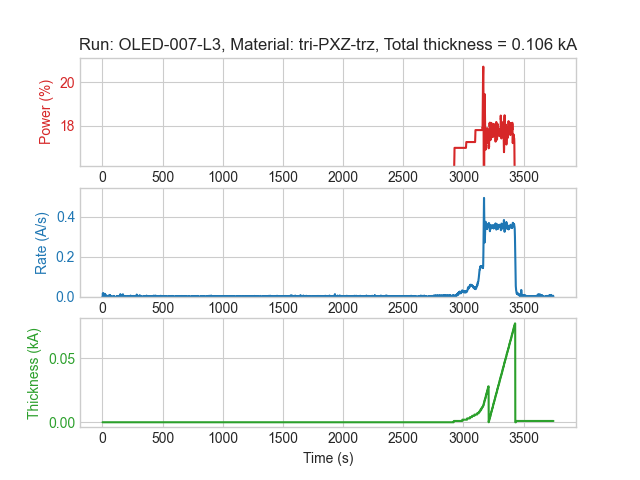 Run: OLED-007-L3, Material: tri-PXZ-trz, Total thickness = 0.106 kA
20
18
Power (%)
0 500 1000 1500 2000 2500 3000 3500
0.4
0.2
0.0
Rate (A/s)
0 500 1000 1500 2000 2500 3000 3500
0.05
0.00
Thickness (kA)
0 500 1000 1500 2000 2500 3000 3500
Time (s)